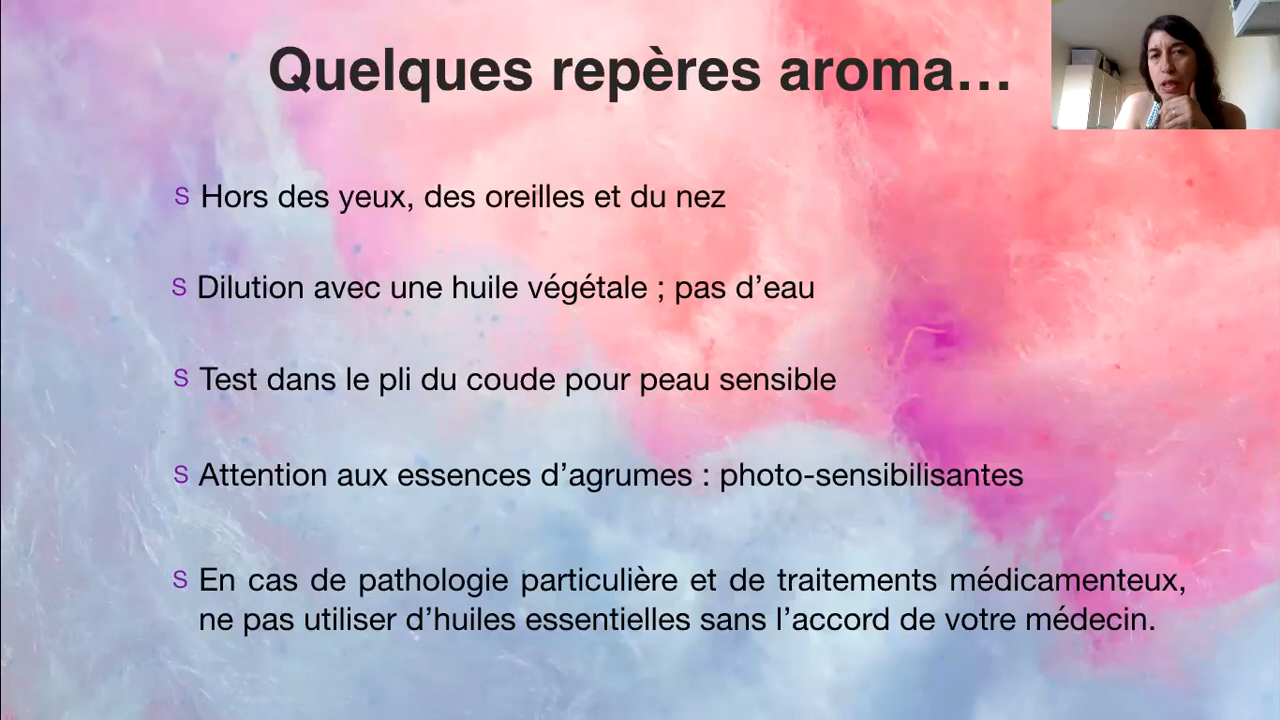 Quelques repères aroma…
S Hors des yeux, des oreilles et du nez
S Dilution avec une huile végétale ; pas d’eau
S Test dans le pli du coude pour peau sensible
S Attention aux essences d’agrumes : photo-sensibilisantes
S En cas de pathologie particulière et de traitements médicamenteux,
ne pas utiliser d’huiles essentielles sans l’accord de votre médecin.